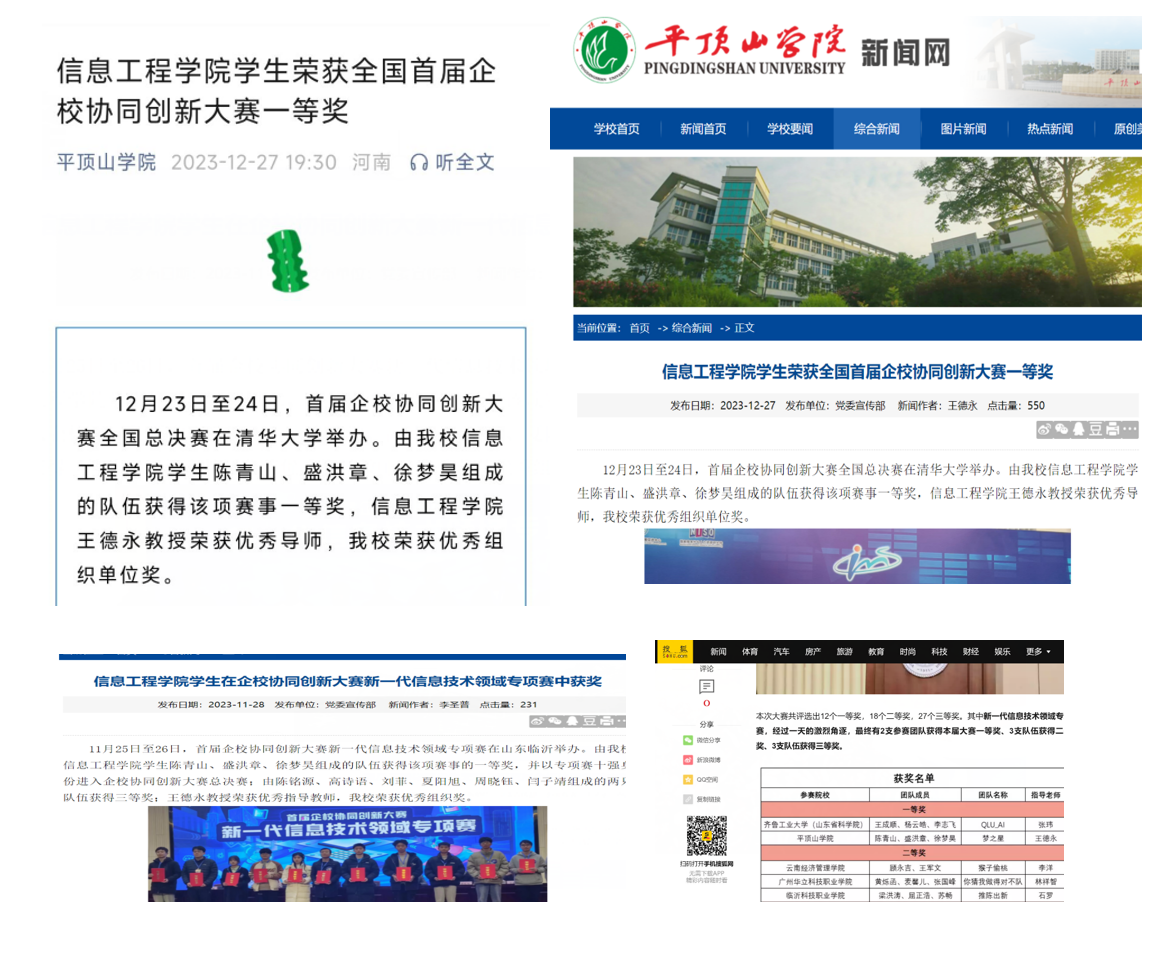 信息工程学院学生荣获全国首届企
校协同创新大赛一等奖
平顶山学院 2023-12-27 19:30 河南 听全文
12月23日至24日，首届企校协同创新大
赛全国总决赛在清华大学举办。由我校信息
工程学院学生陈青山、盛洪章、徐梦昊组成
的队伍获得该项赛事一等奖，信息工程学院
王德永教授荣获优秀导师，我校荣获优秀组
织单位奖。
平顶山学院 新闻网
PINGDINGSHAN UNIVERSITY
学校首页 新闻首页 学校要闻 综合新闻 图片新闻 热点新闻 原创
当前位置： 首页 -> 综合新闻 -> 正文
信息工程学院学生荣获全国首届企校协同创新大赛一等奖
发布日期：2023-12-27 发布单位：党委宣传部 新闻作者：王德永 点击量：550
12月23日至24日，首届企校协同创新大赛全国总决赛在清华大学举办。由我校信息工程学院学
生陈青山、盛洪章、徐梦昊组成的队伍获得该项赛事一等奖，信息工程学院王德永教授荣获优秀导
师，我校荣获优秀组织单位奖。
信息工程学院学生在企校协同创新大赛新一代信息技术领域专项赛中获奖
发布日期：2023-11-28 发布单位：党委宣传部 新闻作者：李圣普 点击量：231
11月25日至26日，首届企校协同创新大赛新一代信息技术领域专项赛在山东临沂举办。由我校
信息工程学院学生陈青山、盛洪章、徐梦昊组成的队伍获得该项赛事的一等奖，并以专项赛十强
份进入企校协同创新大赛总决赛；由陈铭源、高诗语、刘菲、夏阳旭、周晓钰、闫子靖组成的两
队伍获得三等奖；王德永教授荣获优秀指导教师，我校荣获优秀组织奖。
首届企校协同创新大赛
新一代信息技术领域专项赛
搜狐 新闻 体育 汽车 房产 旅游 教育 时尚 科技 财经 娱乐 更多
评论
0
分享
微信分享
新浪微博
QQ空间
复制链接
扫码打开手机搜狐网
无需下载APP
精彩内容随时看
本次大赛共评选出12个一等奖，18个二等奖，27个三等奖。其中新一代信息技术领域专
赛，经过一天的激烈角逐，最终有2支参赛团队获得本届大赛一等奖、3支队伍获得二
奖、3支队伍获得三等奖。
获奖名单
参赛院校 团队成员 团队名称 指导老师
一等奖
齐鲁工业大学（山东省科学院） 王成顺、杨云皓、李志飞 QLU_AI 张玮
平顶山学院 陈青山、盛洪章、徐梦昊 梦之星 王德永
二等奖
云南经济管理学院 顾永吉、王军文 猴子偷桃 李洋
广州华立科技职业学院 黄烁函、麦馨儿、张国峰 你猜我做得对不队 林祥智
临沂科技职业学院 梁洪涛、屈正浩、苏畅 推陈出新 石罗